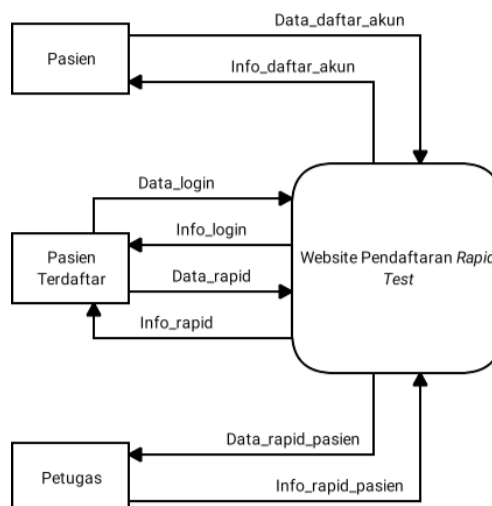 Data_daftar_akun
Pasien
Info_daftar_akun
Data_login
Info_login
Pasien
Terdaftar
Data_rapid
Info_rapid
Website Pendaftaran Rapid
Test
Data_rapid_pasien
Petugas
Info_rapid_pasien